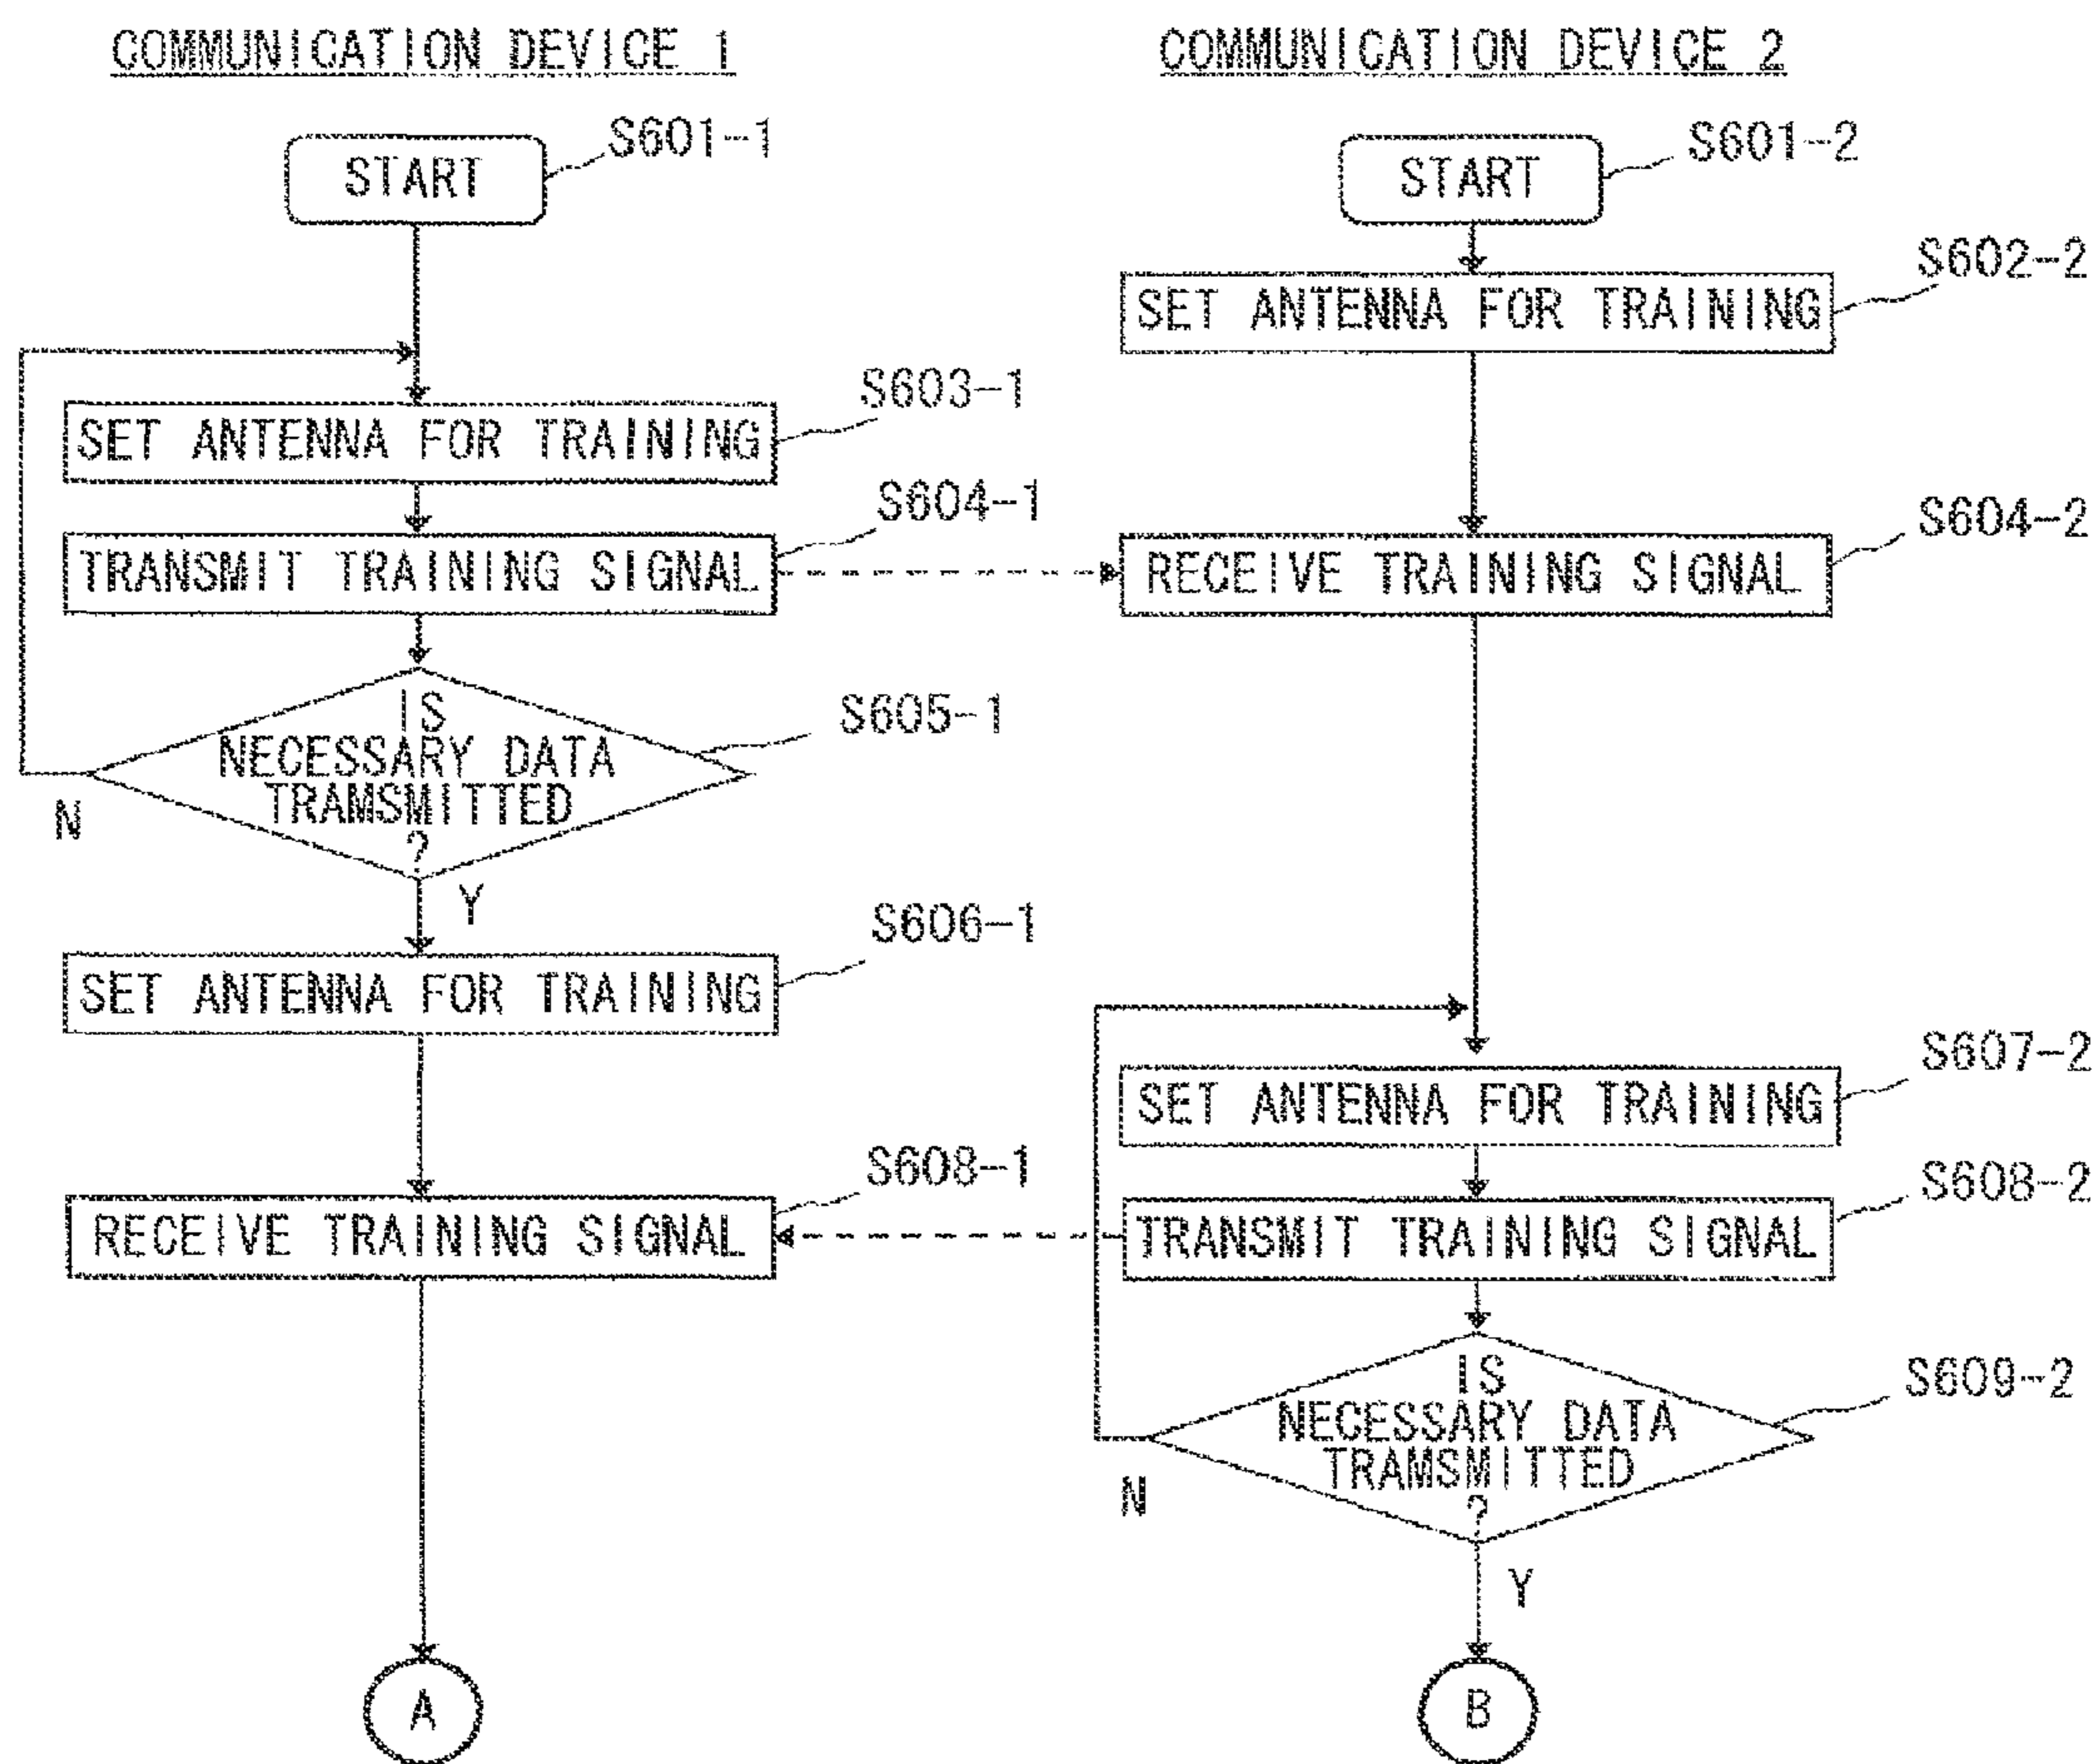 COMMUNICATION DEVICE 1
START
S601-1
SET ANTENNA FOR TRAINING
S603-1
TRANSMIT TRAINING SIGNAL
S604-1
IS
NECESSARY DATA
TRAMSMITTED
?
S605-1
N
Y
SET ANTENNA FOR TRAINING
S606-1
RECEIVE TRAINING SIGNAL
S608-1
A
COMMUNICATION DEVICE 2
START
S601-2
SET ANTENNA FOR TRAINING
S602-2
RECEIVE TRAINING SIGNAL
S604-2
SET ANTENNA FOR TRAINING
S607-2
TRANSMIT TRAINING SIGNAL
S608-2
IS
NECESSARY DATA
TRAMSMITTED
?
S609-2
N
Y
B